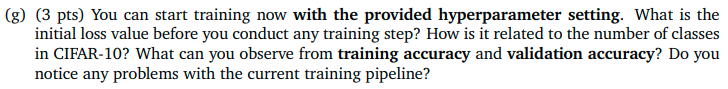 (g) (3 pts) You can start training now with the provided hyperparameter setting. What is the
initial loss value before you conduct any training step? How is it related to the number of classes
in CIFAR-10? What can you observe from training accuracy and validation accuracy? Do you
notice any problems with the current training pipeline?